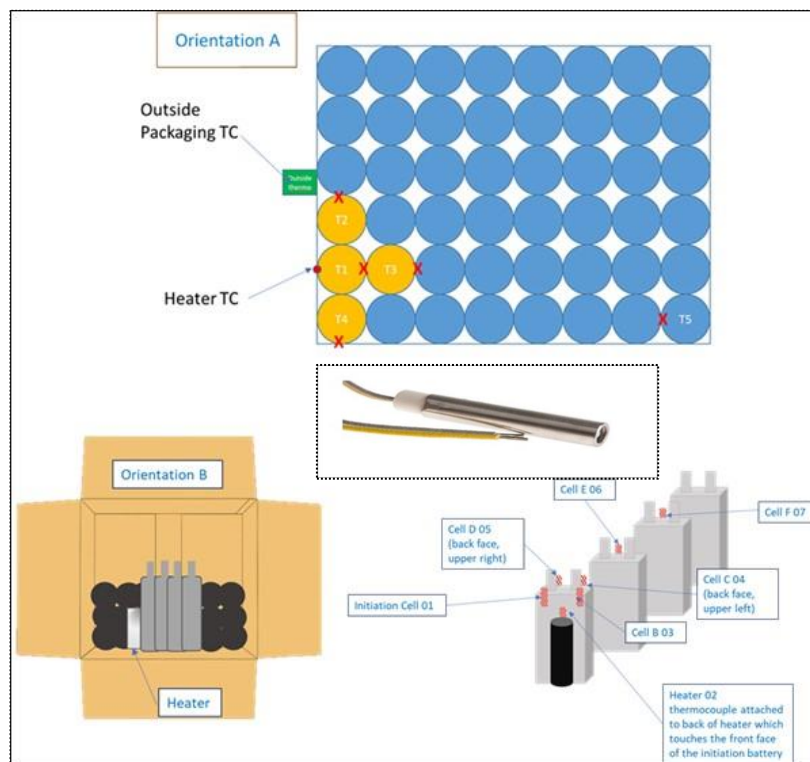 Orientation A
Outside
Packaging TC
Outside
thermo
X
T2
Heater TC
T1
X
T3
X
T4
X
X
T5
Orientation B
Heater
Cell E 06
Cell D 05
(back face,
upper right)
Cell F 07
Initiation Cell 01
Cell C 04
(back face,
upper left)
Cell B 03
Heater 02
thermocouple attached
to back of heater which
touches the front face
of the initiation battery